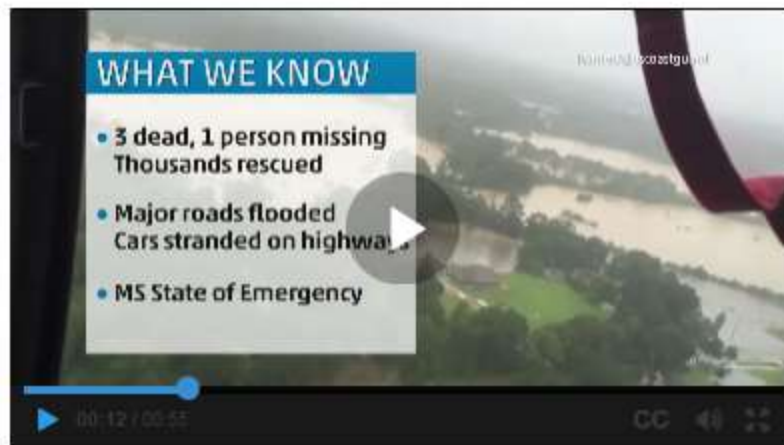 WHAT WE KNOW
• 3 dead, 1 person missing
Thousands rescued
• Major roads flooded
Cars stranded on
• MS State of Emergency
00:12 / 00:55
CC